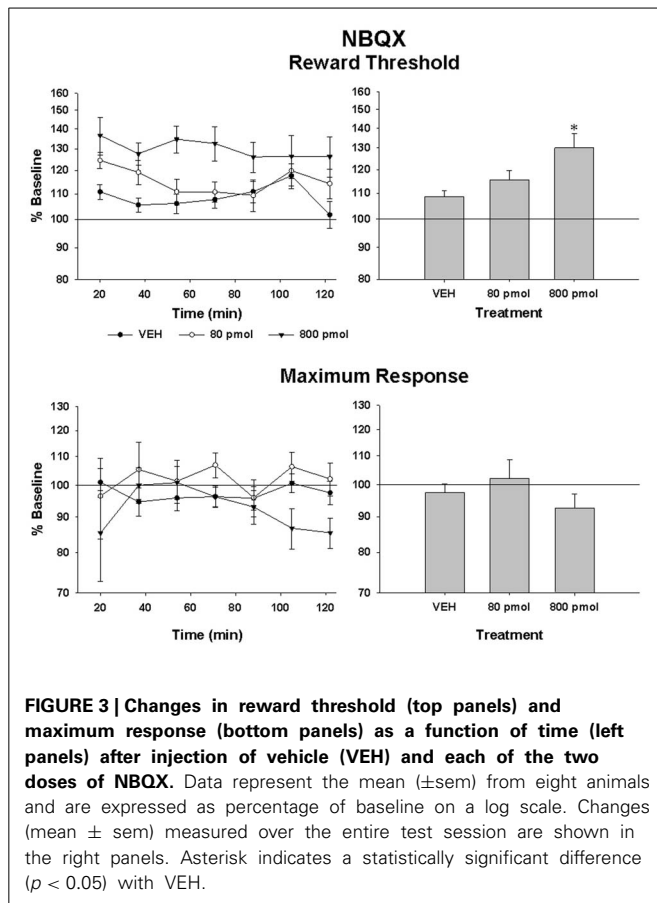 NBQX
Reward Threshold
160
150
140
130
120
110
100
90
80
% Baseline
20 40 60 80 100 120
Time (min)
VEH 80 pmol 800 pmol
160
150
140
130
120
110
100
90
80
*
VEH 80 pmol 800 pmol
Treatment
Maximum Response
130
120
110
100
90
80
70
% Baseline
20 40 60 80 100 120
Time (min)
130
120
110
100
90
80
70
VEH 80 pmol 800 pmol
Treatment
FIGURE 3 | Changes in reward threshold (top panels) and
maximum response (bottom panels) as a function of time (left
panels) after injection of vehicle (VEH) and each of the two
doses of NBQX. Data represent the mean (±sem) from eight animals
and are expressed as percentage of baseline on a log scale. Changes
(mean ± sem) measured over the entire test session are shown in
the right panels. Asterisk indicates a statistically significant difference
(p < 0.05) with VEH.